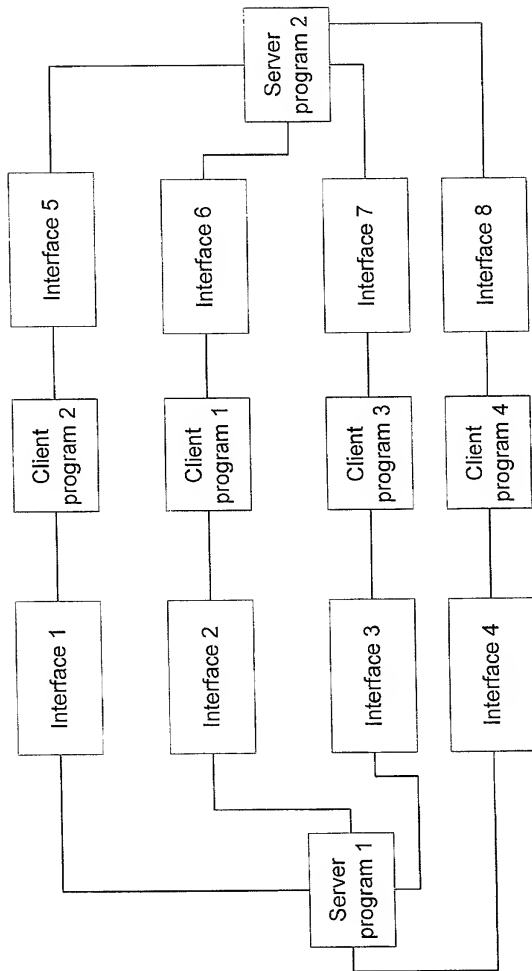 Server
program 2
Interface 5
Interface 6
Interface 7
Interface 8
Client
program 2
Client
program 1
Client
program 3
Client
program 4
Interface 1
Interface 2
Interface 3
Interface 4
Server
program 1